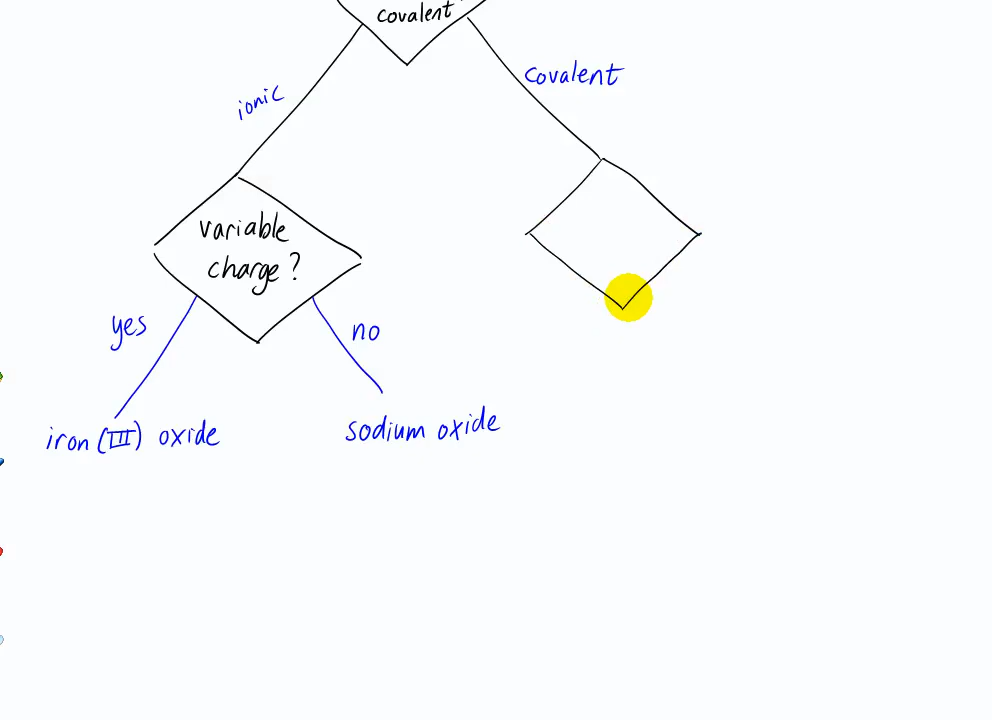 covalent
ionic
Covalent
variable
charge?
yes
no
iron (III) oxide
sodium oxide